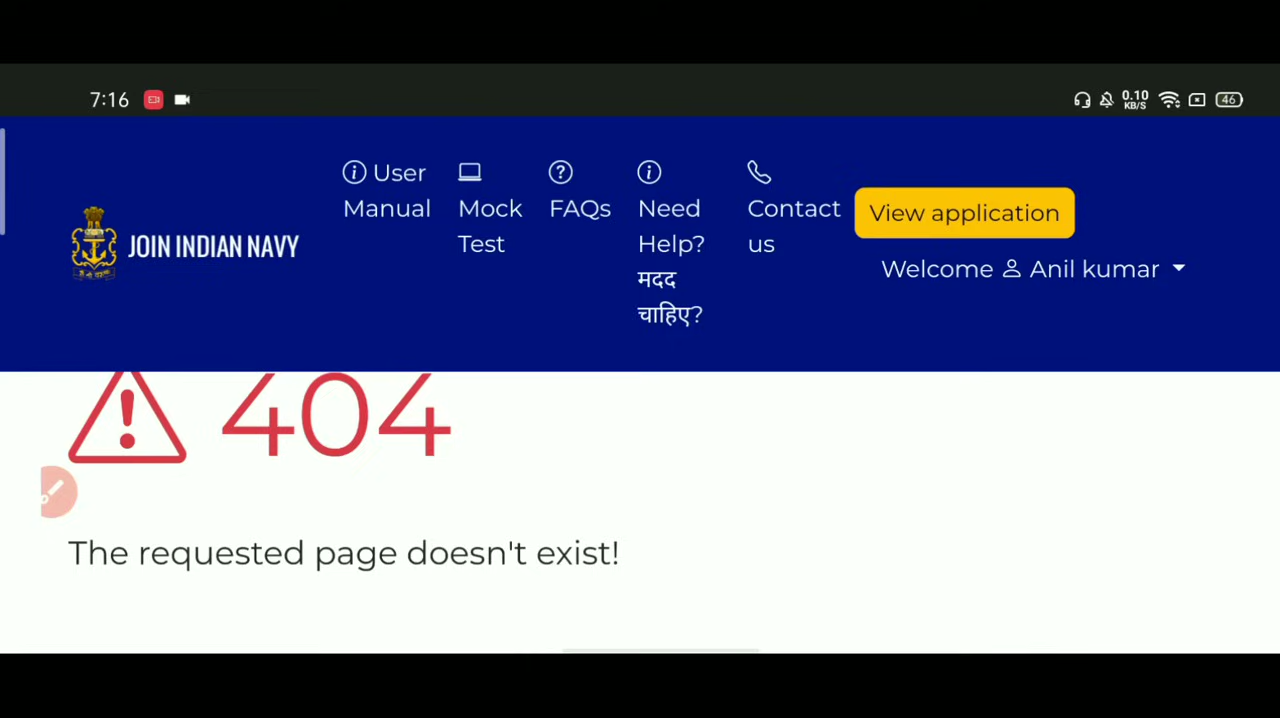 7:16
0.10
KB/S
46
JOIN INDIAN NAVY
User
Manual
Mock
Test
FAQs
Need
Help?
मदद
चाहिए?
Contact
us
View application
Welcome Anil kumar
404
The requested page doesn't exist!